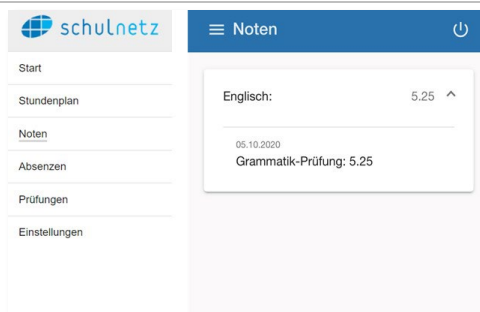 schulnetz
Start
Stundenplan
Noten
Absenzen
Prüfungen
Einstellungen
Noten
Englisch: 5.25
05.10.2020
Grammatik-Prüfung: 5.25